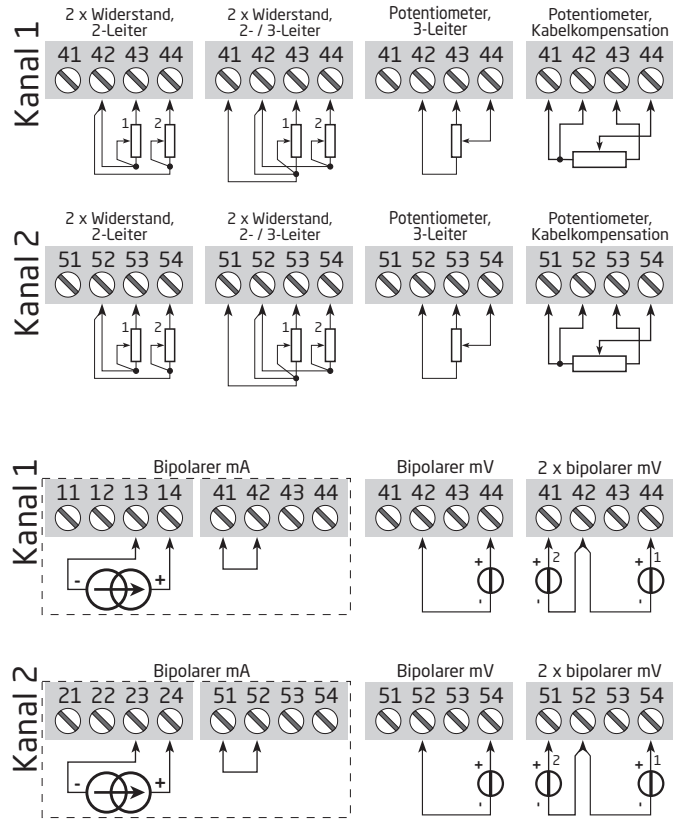 Kanal 1
2 x Widerstand,
2-Leiter
41 42 43 44
1 2
2 x Widerstand,
2- / 3-Leiter
41 42 43 44
1 2
Potentiometer,
3-Leiter
41 42 43 44
Potentiometer,
Kabelkompensation
41 42 43 44
Kanal 2
2 x Widerstand,
2-Leiter
51 52 53 54
1 2
2 x Widerstand,
2- / 3-Leiter
51 52 53 54
1 2
Potentiometer,
3-Leiter
51 52 53 54
Potentiometer,
Kabelkompensation
51 52 53 54
Kanal 1
Bipolarer mA
11 12 13 14 41 42 43 44
- +
Bipolarer mV
41 42 43 44
+
-
2 x bipolarer mV
41 42 43 44
+ 2 + 1
- -
Kanal 2
Bipolarer mA
21 22 23 24 51 52 53 54
- +
Bipolarer mV
51 52 53 54
+
-
2 x bipolarer mV
51 52 53 54
+ 2 + 1
- -